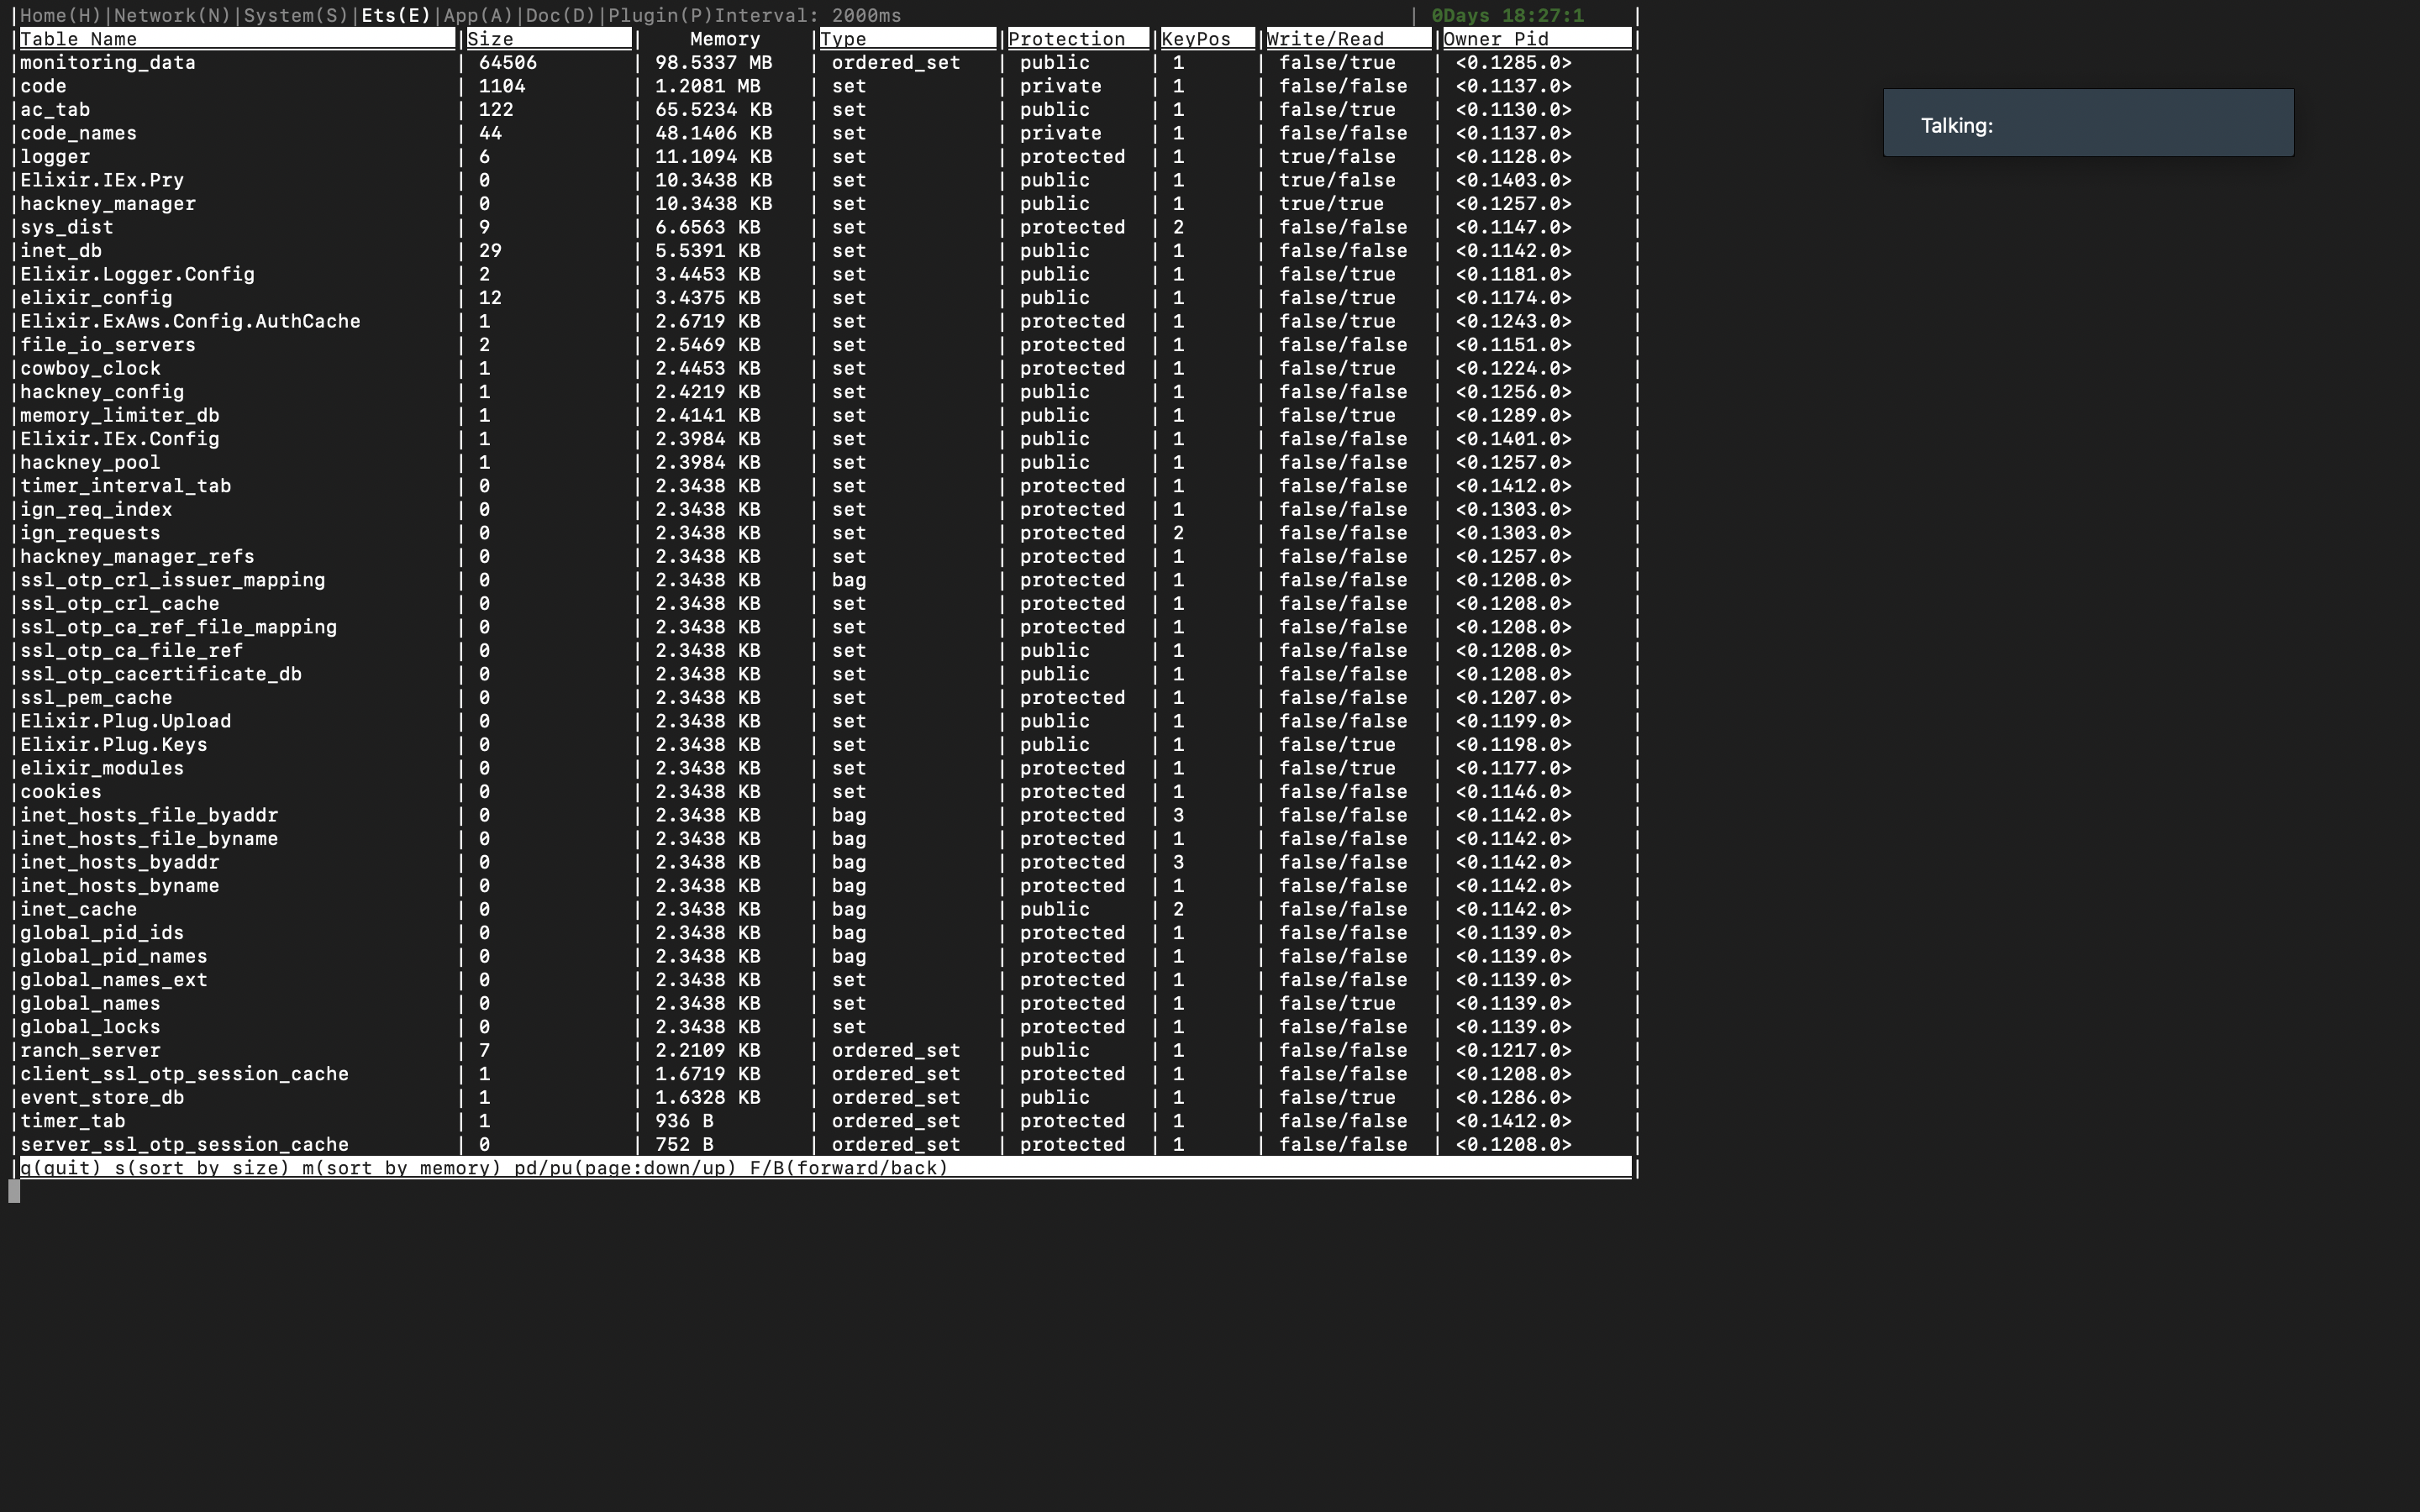 |Home(H)|Network(N)|System(S)|Ets(E)|App(A)|Doc(D)|Plugin(P)Interval: 2000ms | 0Days 18:27:1 |
|Table Name |Size | Memory |Type |Protection |KeyPos |Write/Read |Owner Pid |
|monitoring_data | 64506 | 98.5337 MB | ordered_set | public | 1 | false/true | <0.1285.0> |
|code | 1104 | 1.2081 MB | set | private | 1 | false/false | <0.1137.0> |
|ac_tab | 122 | 65.5234 KB | set | public | 1 | false/true | <0.1130.0> |
Talking:
|code_names | 44 | 48.1406 KB | set | private | 1 | false/false | <0.1137.0> |
|logger | 6 | 11.1094 KB | set | protected | 1 | true/false | <0.1128.0> |
|Elixir.IEx.Pry | 0 | 10.3438 KB | set | public | 1 | true/false | <0.1403.0> |
|hackney_manager | 0 | 10.3438 KB | set | public | 1 | true/true | <0.1257.0> |
|sys_dist | 9 | 6.6563 KB | set | protected | 2 | false/false | <0.1147.0> |
|inet_db | 29 | 5.5391 KB | set | public | 1 | false/false | <0.1142.0> |
|Elixir.Logger.Config | 2 | 3.4453 KB | set | public | 1 | false/true | <0.1181.0> |
|elixir_config | 12 | 3.4375 KB | set | public | 1 | false/true | <0.1174.0> |
|Elixir.ExAws.Config.AuthCache | 1 | 2.6719 KB | set | protected | 1 | false/true | <0.1243.0> |
|file_io_servers | 2 | 2.5469 KB | set | protected | 1 | false/false | <0.1151.0> |
|cowboy_clock | 1 | 2.4453 KB | set | protected | 1 | false/true | <0.1224.0> |
|hackney_config | 1 | 2.4219 KB | set | public | 1 | false/false | <0.1256.0> |
|memory_limiter_db | 1 | 2.4141 KB | set | public | 1 | false/true | <0.1289.0> |
|Elixir.IEx.Config | 1 | 2.3984 KB | set | public | 1 | false/false | <0.1401.0> |
|hackney_pool | 1 | 2.3984 KB | set | public | 1 | false/false | <0.1257.0> |
|timer_interval_tab | 0 | 2.3438 KB | set | protected | 1 | false/false | <0.1412.0> |
|ign_req_index | 0 | 2.3438 KB | set | protected | 1 | false/false | <0.1303.0> |
|ign_requests | 0 | 2.3438 KB | set | protected | 2 | false/false | <0.1303.0> |
|hackney_manager_refs | 0 | 2.3438 KB | set | protected | 1 | false/false | <0.1257.0> |
|ssl_otp_crl_issuer_mapping | 0 | 2.3438 KB | bag | protected | 1 | false/false | <0.1208.0> |
|ssl_otp_crl_cache | 0 | 2.3438 KB | set | protected | 1 | false/false | <0.1208.0> |
|ssl_otp_ca_ref_file_mapping | 0 | 2.3438 KB | set | protected | 1 | false/false | <0.1208.0> |
|ssl_otp_ca_file_ref | 0 | 2.3438 KB | set | public | 1 | false/false | <0.1208.0> |
|ssl_otp_cacertificate_db | 0 | 2.3438 KB | set | public | 1 | false/false | <0.1208.0> |
|ssl_pem_cache | 0 | 2.3438 KB | set | protected | 1 | false/false | <0.1207.0> |
|Elixir.Plug.Upload | 0 | 2.3438 KB | set | public | 1 | false/false | <0.1199.0> |
|Elixir.Plug.Keys | 0 | 2.3438 KB | set | public | 1 | false/true | <0.1198.0> |
|elixir_modules | 0 | 2.3438 KB | set | protected | 1 | false/true | <0.1177.0> |
|cookies | 0 | 2.3438 KB | set | protected | 1 | false/false | <0.1146.0> |
|inet_hosts_file_byaddr | 0 | 2.3438 KB | bag | protected | 3 | false/false | <0.1142.0> |
|inet_hosts_file_byname | 0 | 2.3438 KB | bag | protected | 1 | false/false | <0.1142.0> |
|inet_hosts_byaddr | 0 | 2.3438 KB | bag | protected | 3 | false/false | <0.1142.0> |
|inet_hosts_byname | 0 | 2.3438 KB | bag | protected | 1 | false/false | <0.1142.0> |
|inet_cache | 0 | 2.3438 KB | bag | public | 2 | false/false | <0.1142.0> |
|global_pid_ids | 0 | 2.3438 KB | bag | protected | 1 | false/false | <0.1139.0> |
|global_pid_names | 0 | 2.3438 KB | bag | protected | 1 | false/false | <0.1139.0> |
|global_names_ext | 0 | 2.3438 KB | set | protected | 1 | false/false | <0.1139.0> |
|global_names | 0 | 2.3438 KB | set | protected | 1 | false/true | <0.1139.0> |
|global_locks | 0 | 2.3438 KB | set | protected | 1 | false/false | <0.1139.0> |
|ranch_server | 7 | 2.2109 KB | ordered_set | public | 1 | false/false | <0.1217.0> |
|client_ssl_otp_session_cache | 1 | 1.6719 KB | ordered_set | protected | 1 | false/false | <0.1208.0> |
|event_store_db | 1 | 1.6328 KB | ordered_set | public | 1 | false/true | <0.1286.0> |
|timer_tab | 1 | 936 B | ordered_set | protected | 1 | false/false | <0.1412.0> |
|server_ssl_otp_session_cache | 0 | 752 B | ordered_set | protected | 1 | false/false | <0.1208.0> |
|q(quit) s(sort by size) m(sort by memory) pd/pu(page:down/up) F/B(forward/back) |